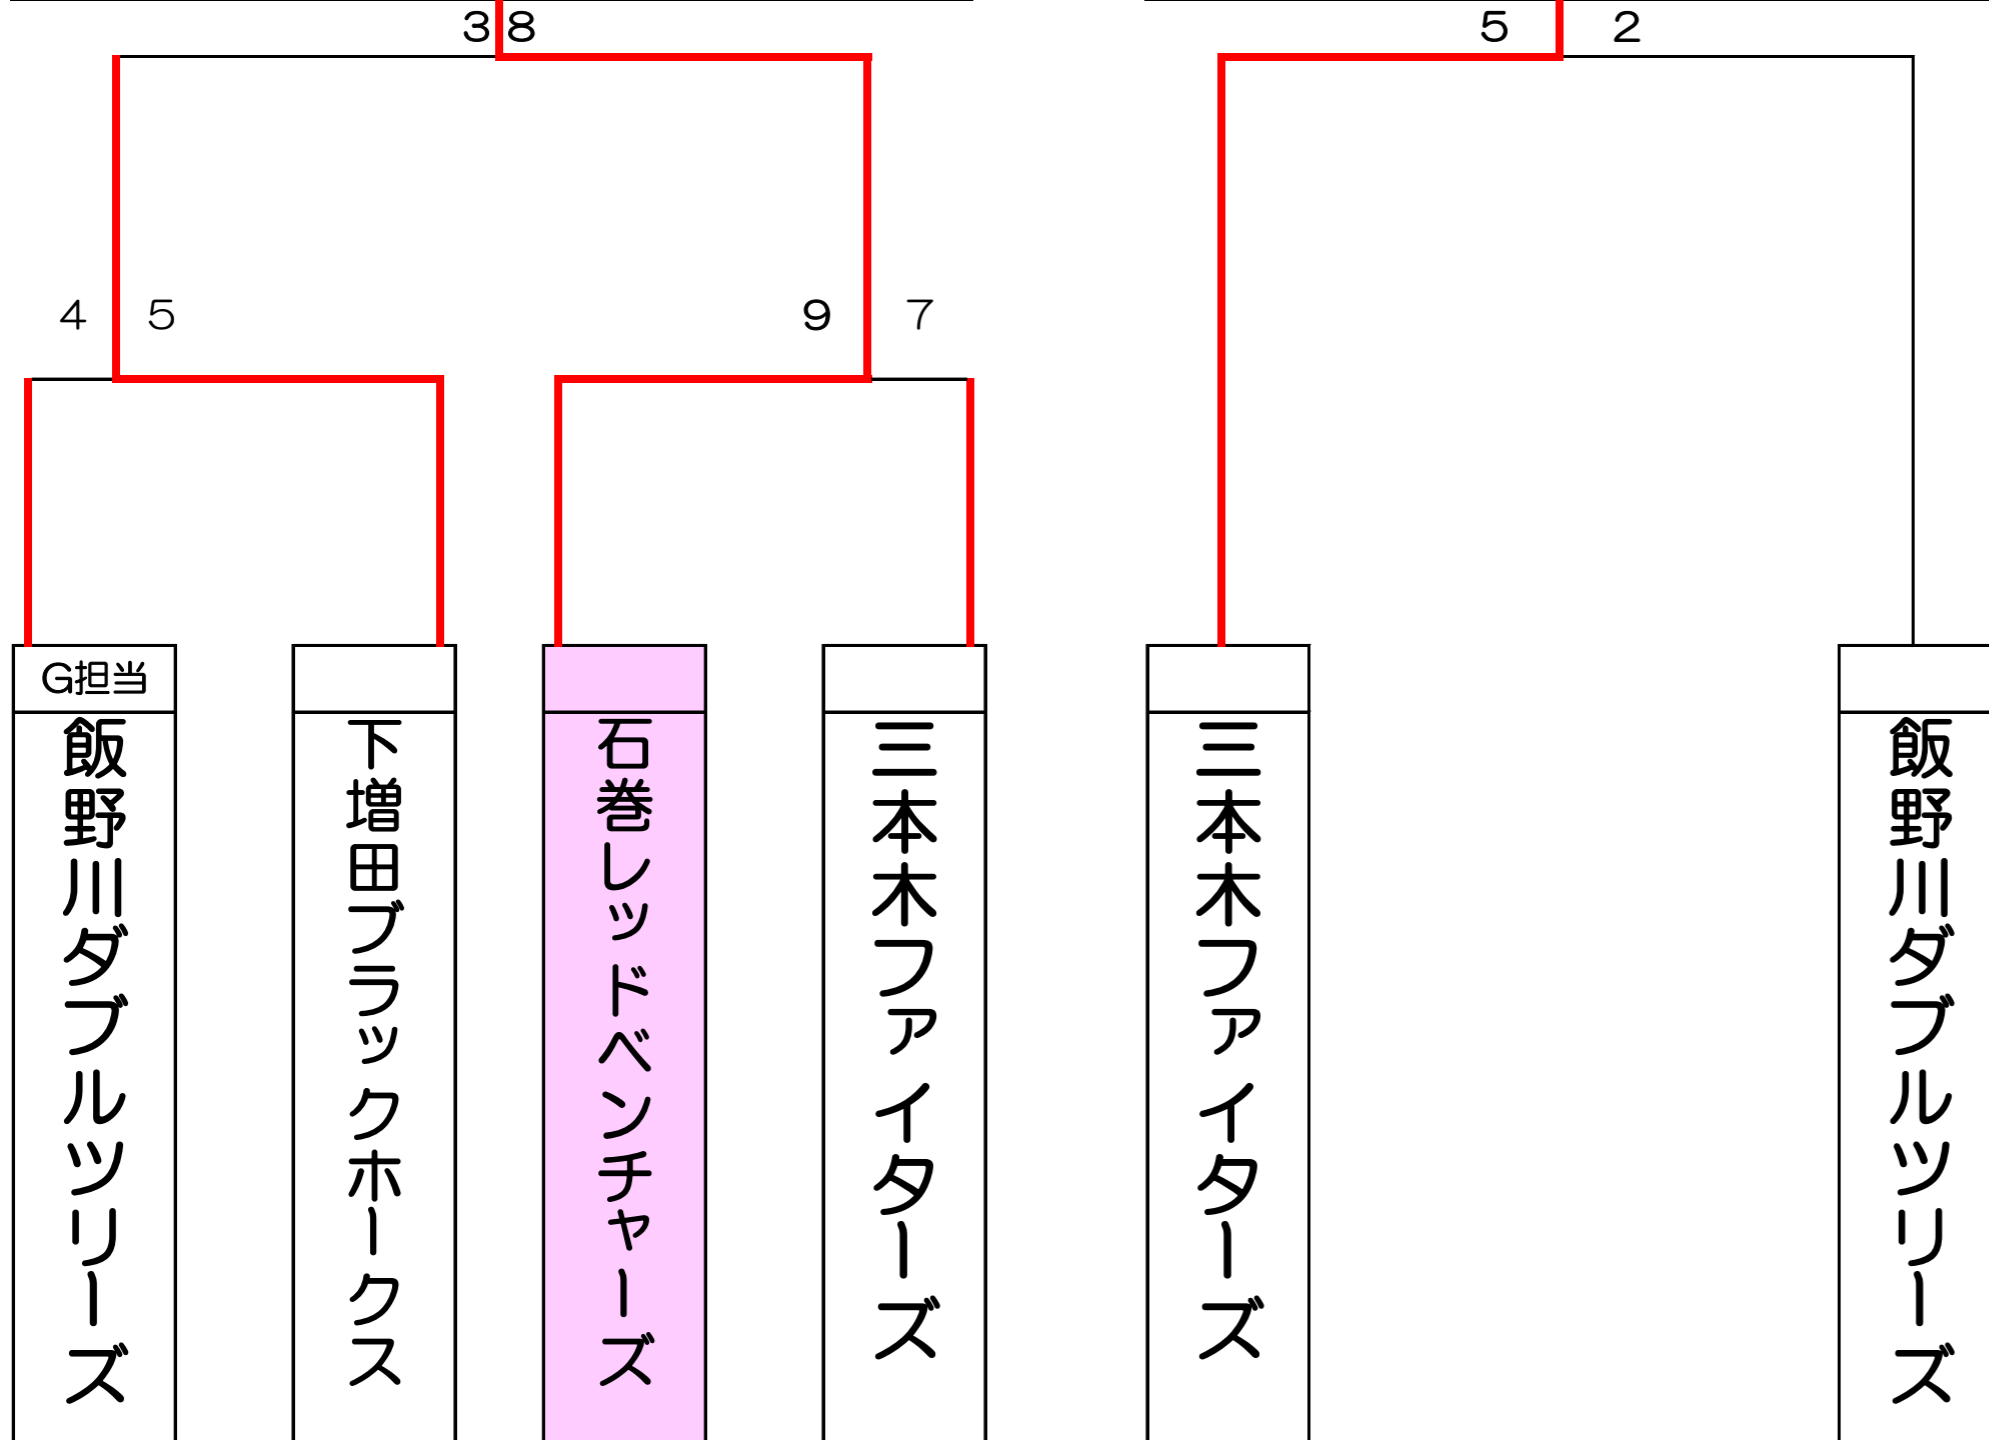 3 8
5 2
4 5
9 7
G担当
飯野川ダブルツリーズ
下増田ブラックホークス
石巻レッドベンチャーズ
三本木ファイターズ
三本木ファイターズ
飯野川ダブルツリーズ